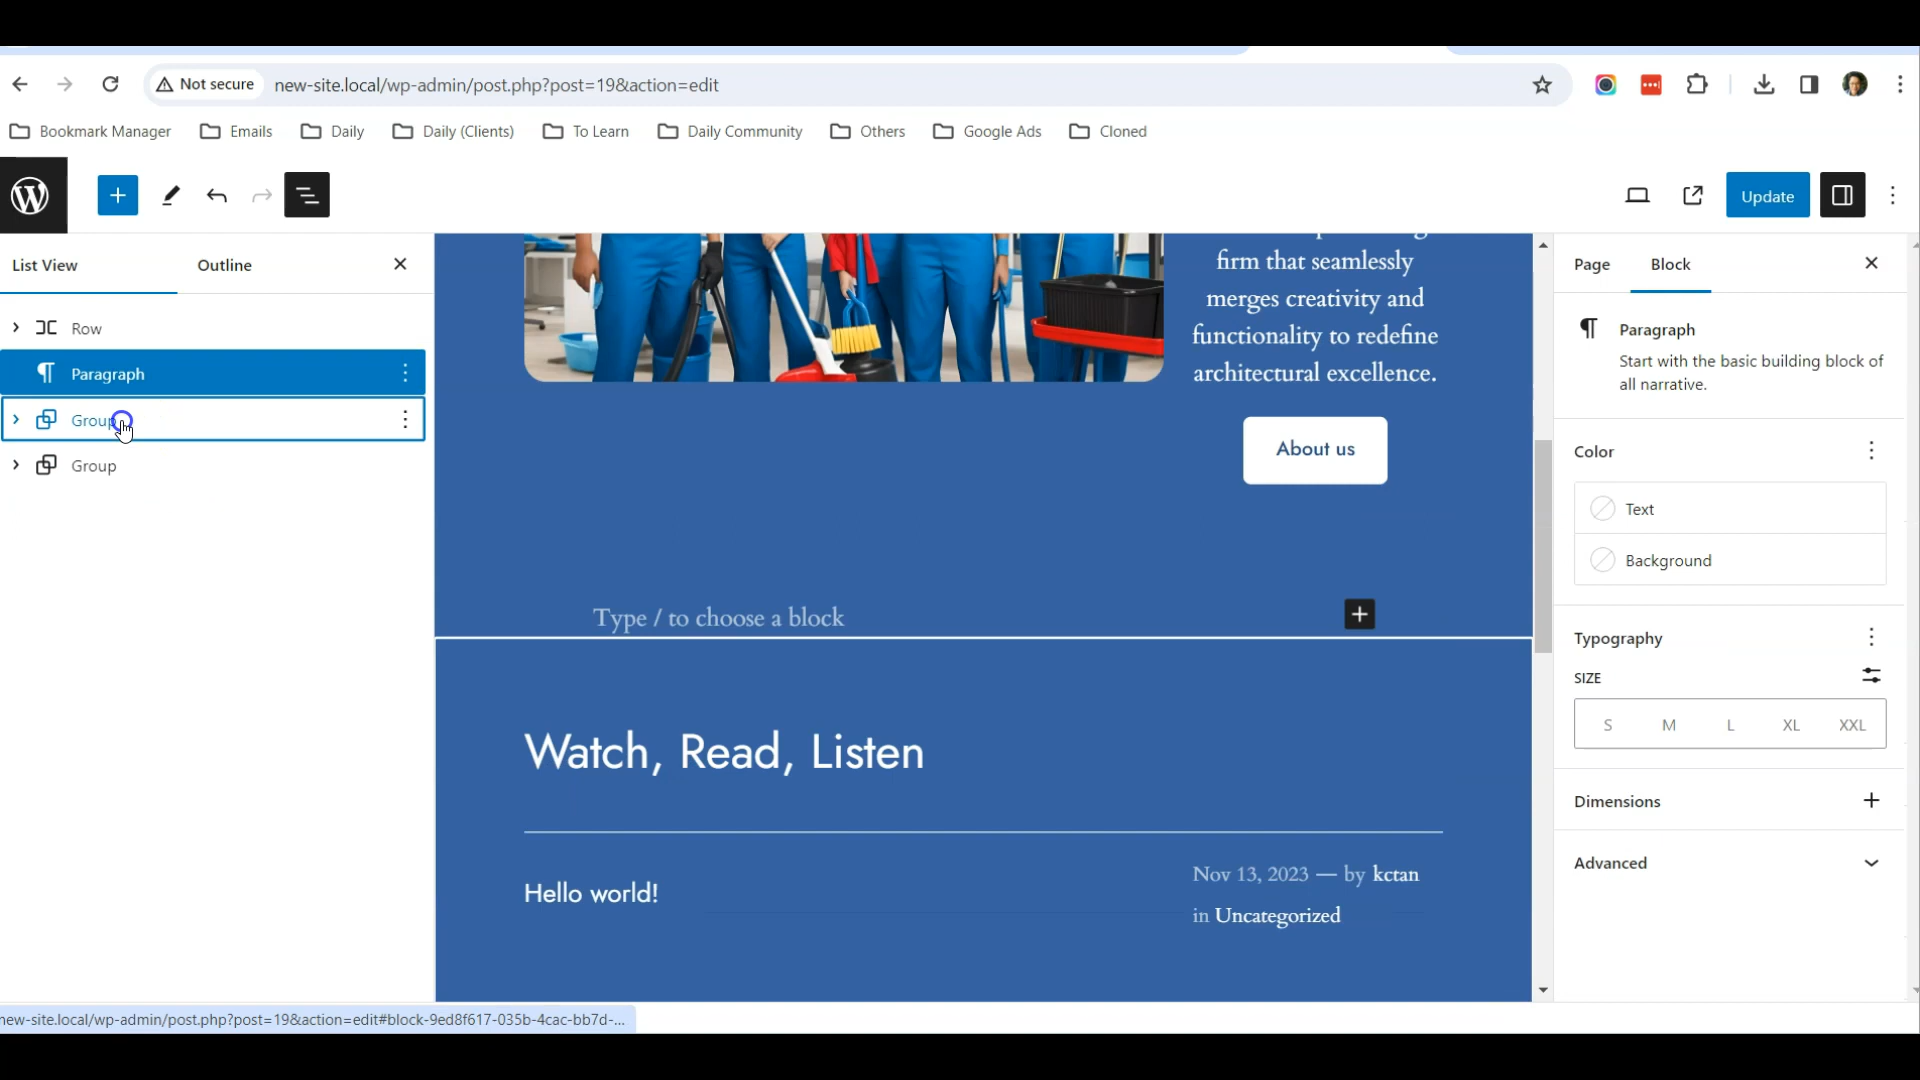 Not secure
new-site.local/wp-admin/post.php?post=19&action=edit
Bookmark Manager
Emails
Daily
Daily (Clients)
To Learn
Daily Community
Others
Google Ads
Cloned
Update
List View
Outline
Row
Paragraph
Group
Group
firm that seamlessly
merges creativity and
functionality to redefine
architectural excellence.
About us
Type / to choose a block
Watch, Read, Listen
Hello world!
Nov 13, 2023 — by kctan
in Uncategorized
Page
Block
Paragraph
Start with the basic building block of
all narrative.
Color
Text
Background
Typography
SIZE
S M L XL XXL
Dimensions
Advanced
new-site.local/wp-admin/post.php?post=19&action=edit#block-9ed8f617-035b-4cac-bb7d-...